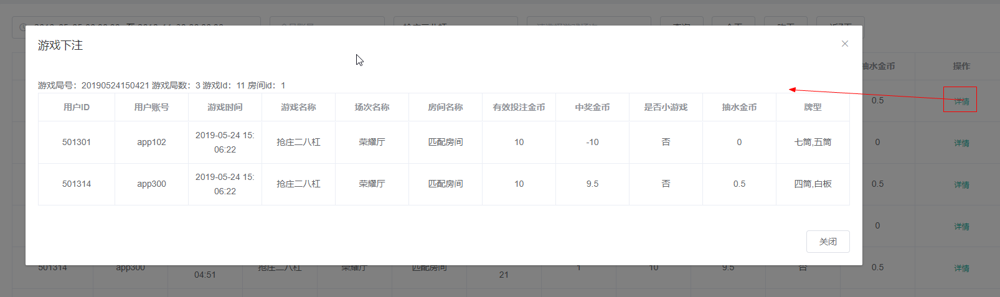 游戏下注
游戏局号：20190524150421 游戏局数：3 游戏Id：11 房间id：1
用户ID 用户账号 游戏时间 游戏名称 场次名称 房间名称 有效投注金币 中奖金币 是否小游戏 抽水金币 牌型
501301 app102 2019-05-24 15: 抢庄二八杠 荣耀厅 匹配房间 10 -10 否 0 七筒,五筒
06:22
501314 app300 2019-05-24 15: 抢庄二八杠 荣耀厅 匹配房间 10 9.5 否 0.5 四筒,白板
06:22
关闭
抽水金币 操作
0.5 详情
0 详情
0.5 详情
0 详情
501314 app300 抢庄二八杠 荣耀厅 匹配房间 1 10 9.5 否 0.5 详情
04:51 21